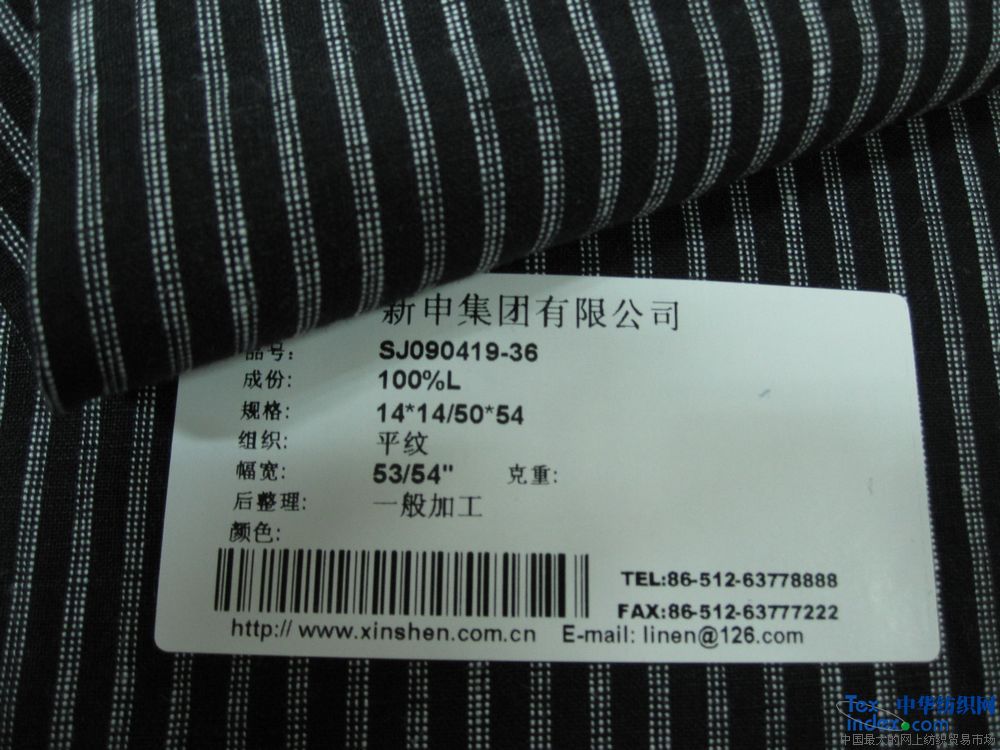 新申集团有限公司
品号: SJ090419-36
成份: 100%L
规格: 14*14/50*54
组织: 平纹
幅宽: 53/54" 克重:
后整理: 一般加工
颜色:
TEL:86-512-63778888
FAX:86-512-63777222
http:// www.xinshen.com.cn E-mail: linen@126.com
Tex 中华纺织网
index.com
中国最大的网上纺织贸易市场